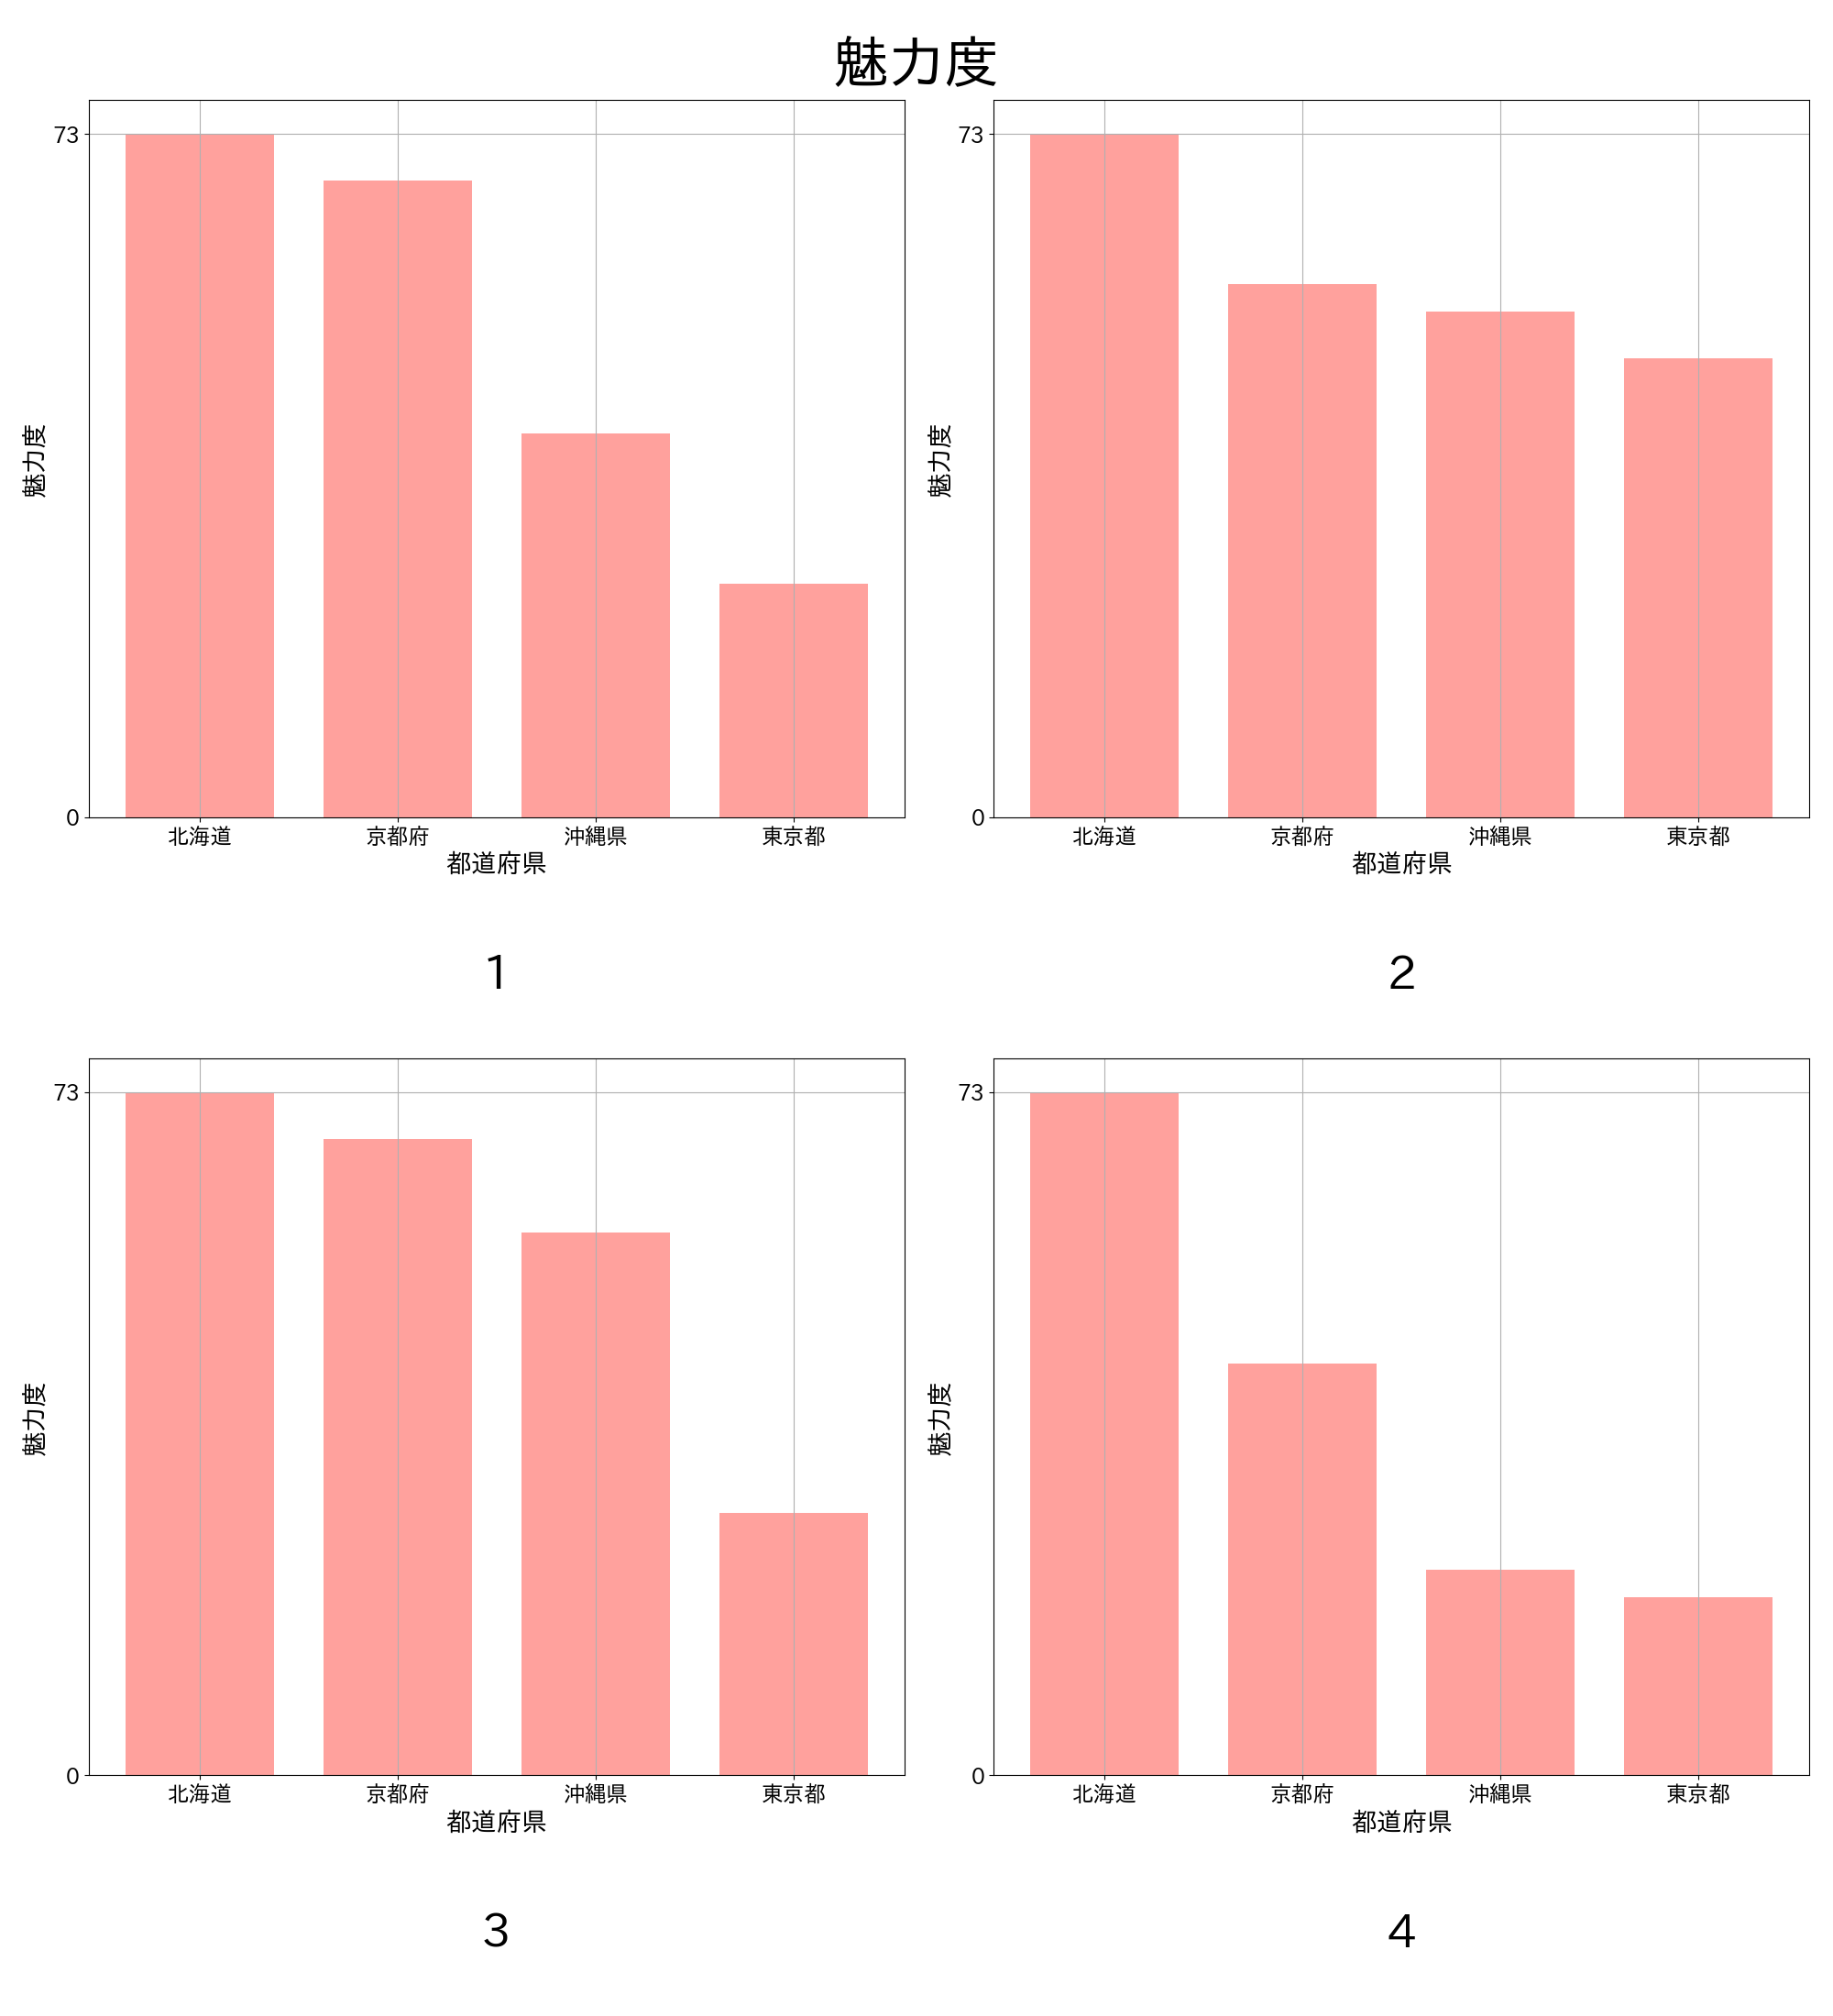 魅力度
73
0
魅力度
北海道 京都府 沖縄県 東京都
都道府県
1
73
0
魅力度
北海道 京都府 沖縄県 東京都
都道府県
2
73
0
魅力度
北海道 京都府 沖縄県 東京都
都道府県
3
73
0
魅力度
北海道 京都府 沖縄県 東京都
都道府県
4